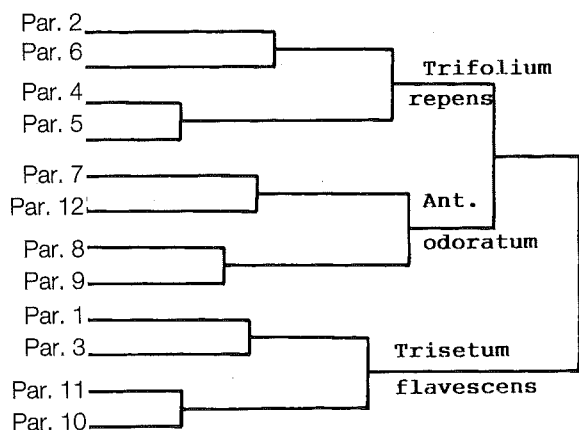 Par. 2
Par. 6
Par. 4
Par. 5
Par. 7
Par. 12
Par. 8
Par. 9
Par. 1
Par. 3
Par. 11
Par. 10
Trifolium
repens
Ant.
odoratum
Trisetum
flavescens